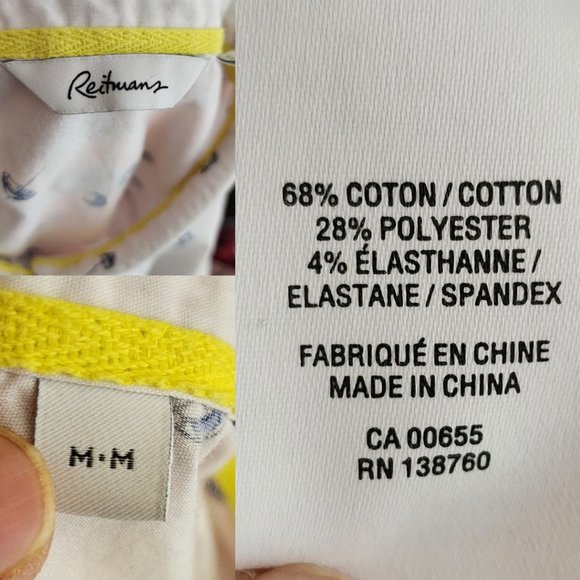 Reitmans
M·M
68% COTON / COTTON
28% POLYESTER
4% ÉLASTHANNE /
ELASTANE / SPANDEX
FABRIQUÉ EN CHINE
MADE IN CHINA
CA 00655
RN 138760